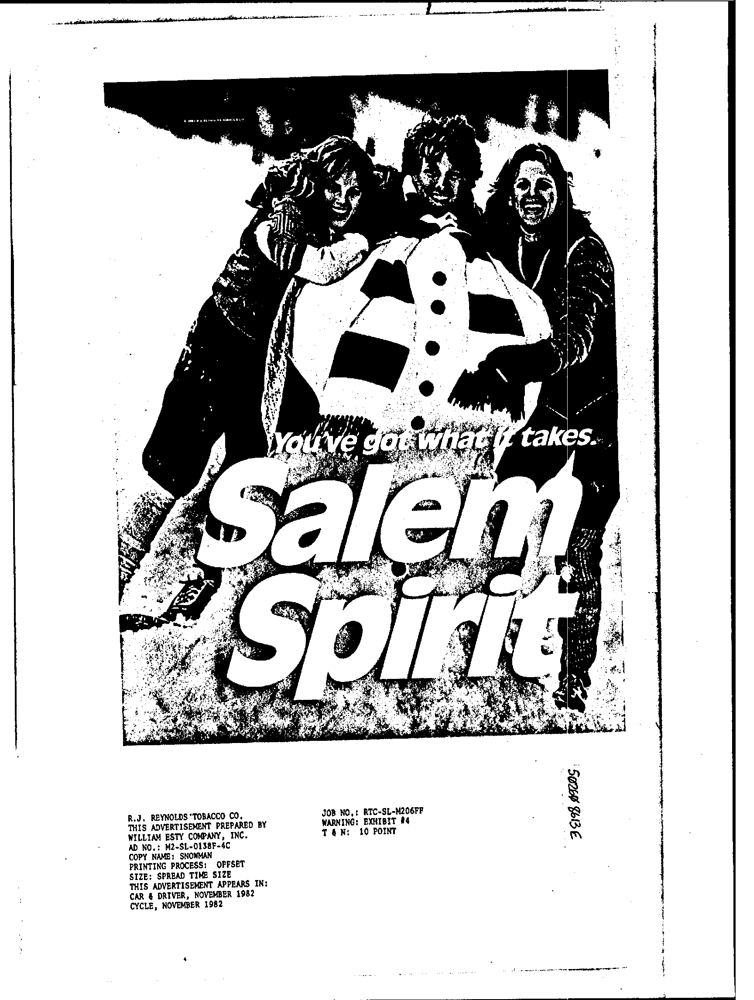 You've got what it takes.
Salem
Spirit
R.J. REYNOLDS TOBACCO CO.
THIS ADVERTISEMENT PREPARED BY
WILLIAM ESTY COMPANY, INC.
AD NO.: M2-SL-0138F-4C
COPY NAME: SNOWMAN
PRINTING PROCESS: OFFSET
SIZE: SPREAD TIME SIZE
THIS ADVERTISEMENT APPEARS IN:
CAR & DRIVER, NOVEMBER 1982
CYCLE, NOVEMBER 1982
JOB NO.: RTC-SL-M206FF
WARNING: EXHIBIT #4
T & N: 10 POINT